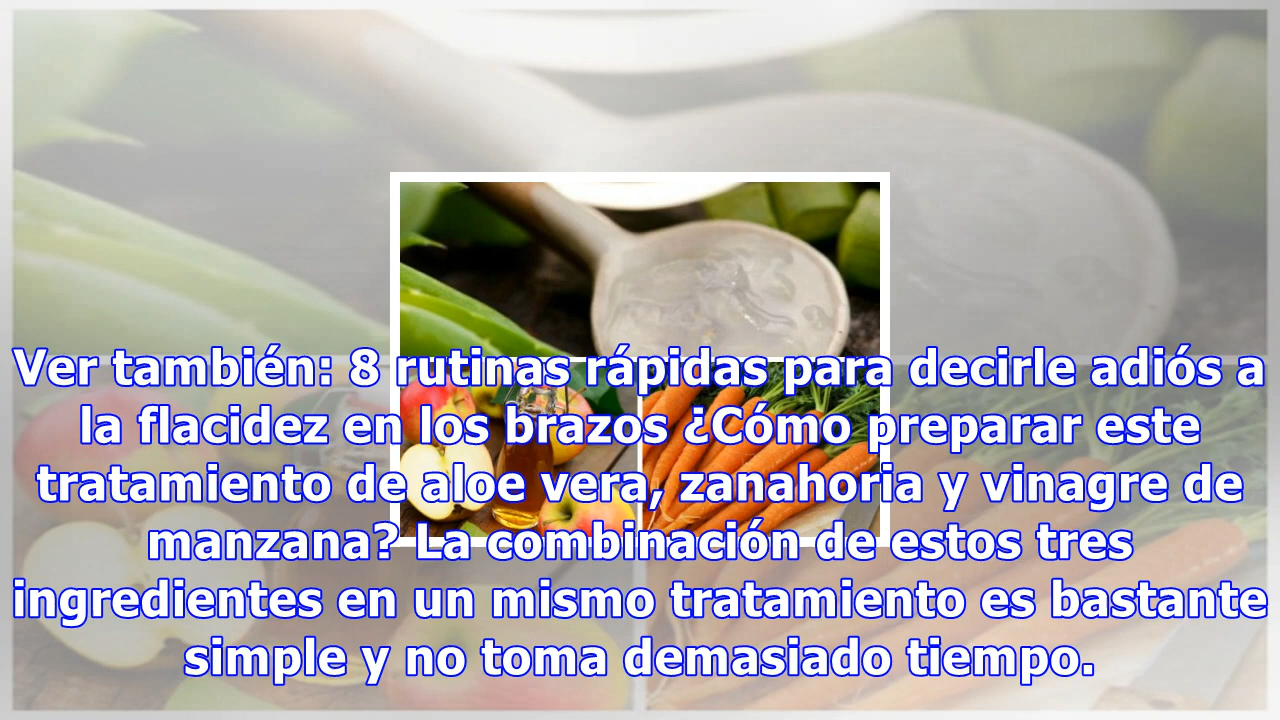 Ver también: 8 rutinas rápidas para decirle adiós a
la flacidez en los brazos ¿Cómo preparar este
tratamiento de aloe vera, zanahoria y vinagre de
manzana? La combinación de estos tres
ingredientes en un mismo tratamiento es bastante
simple y no toma demasiado tiempo.